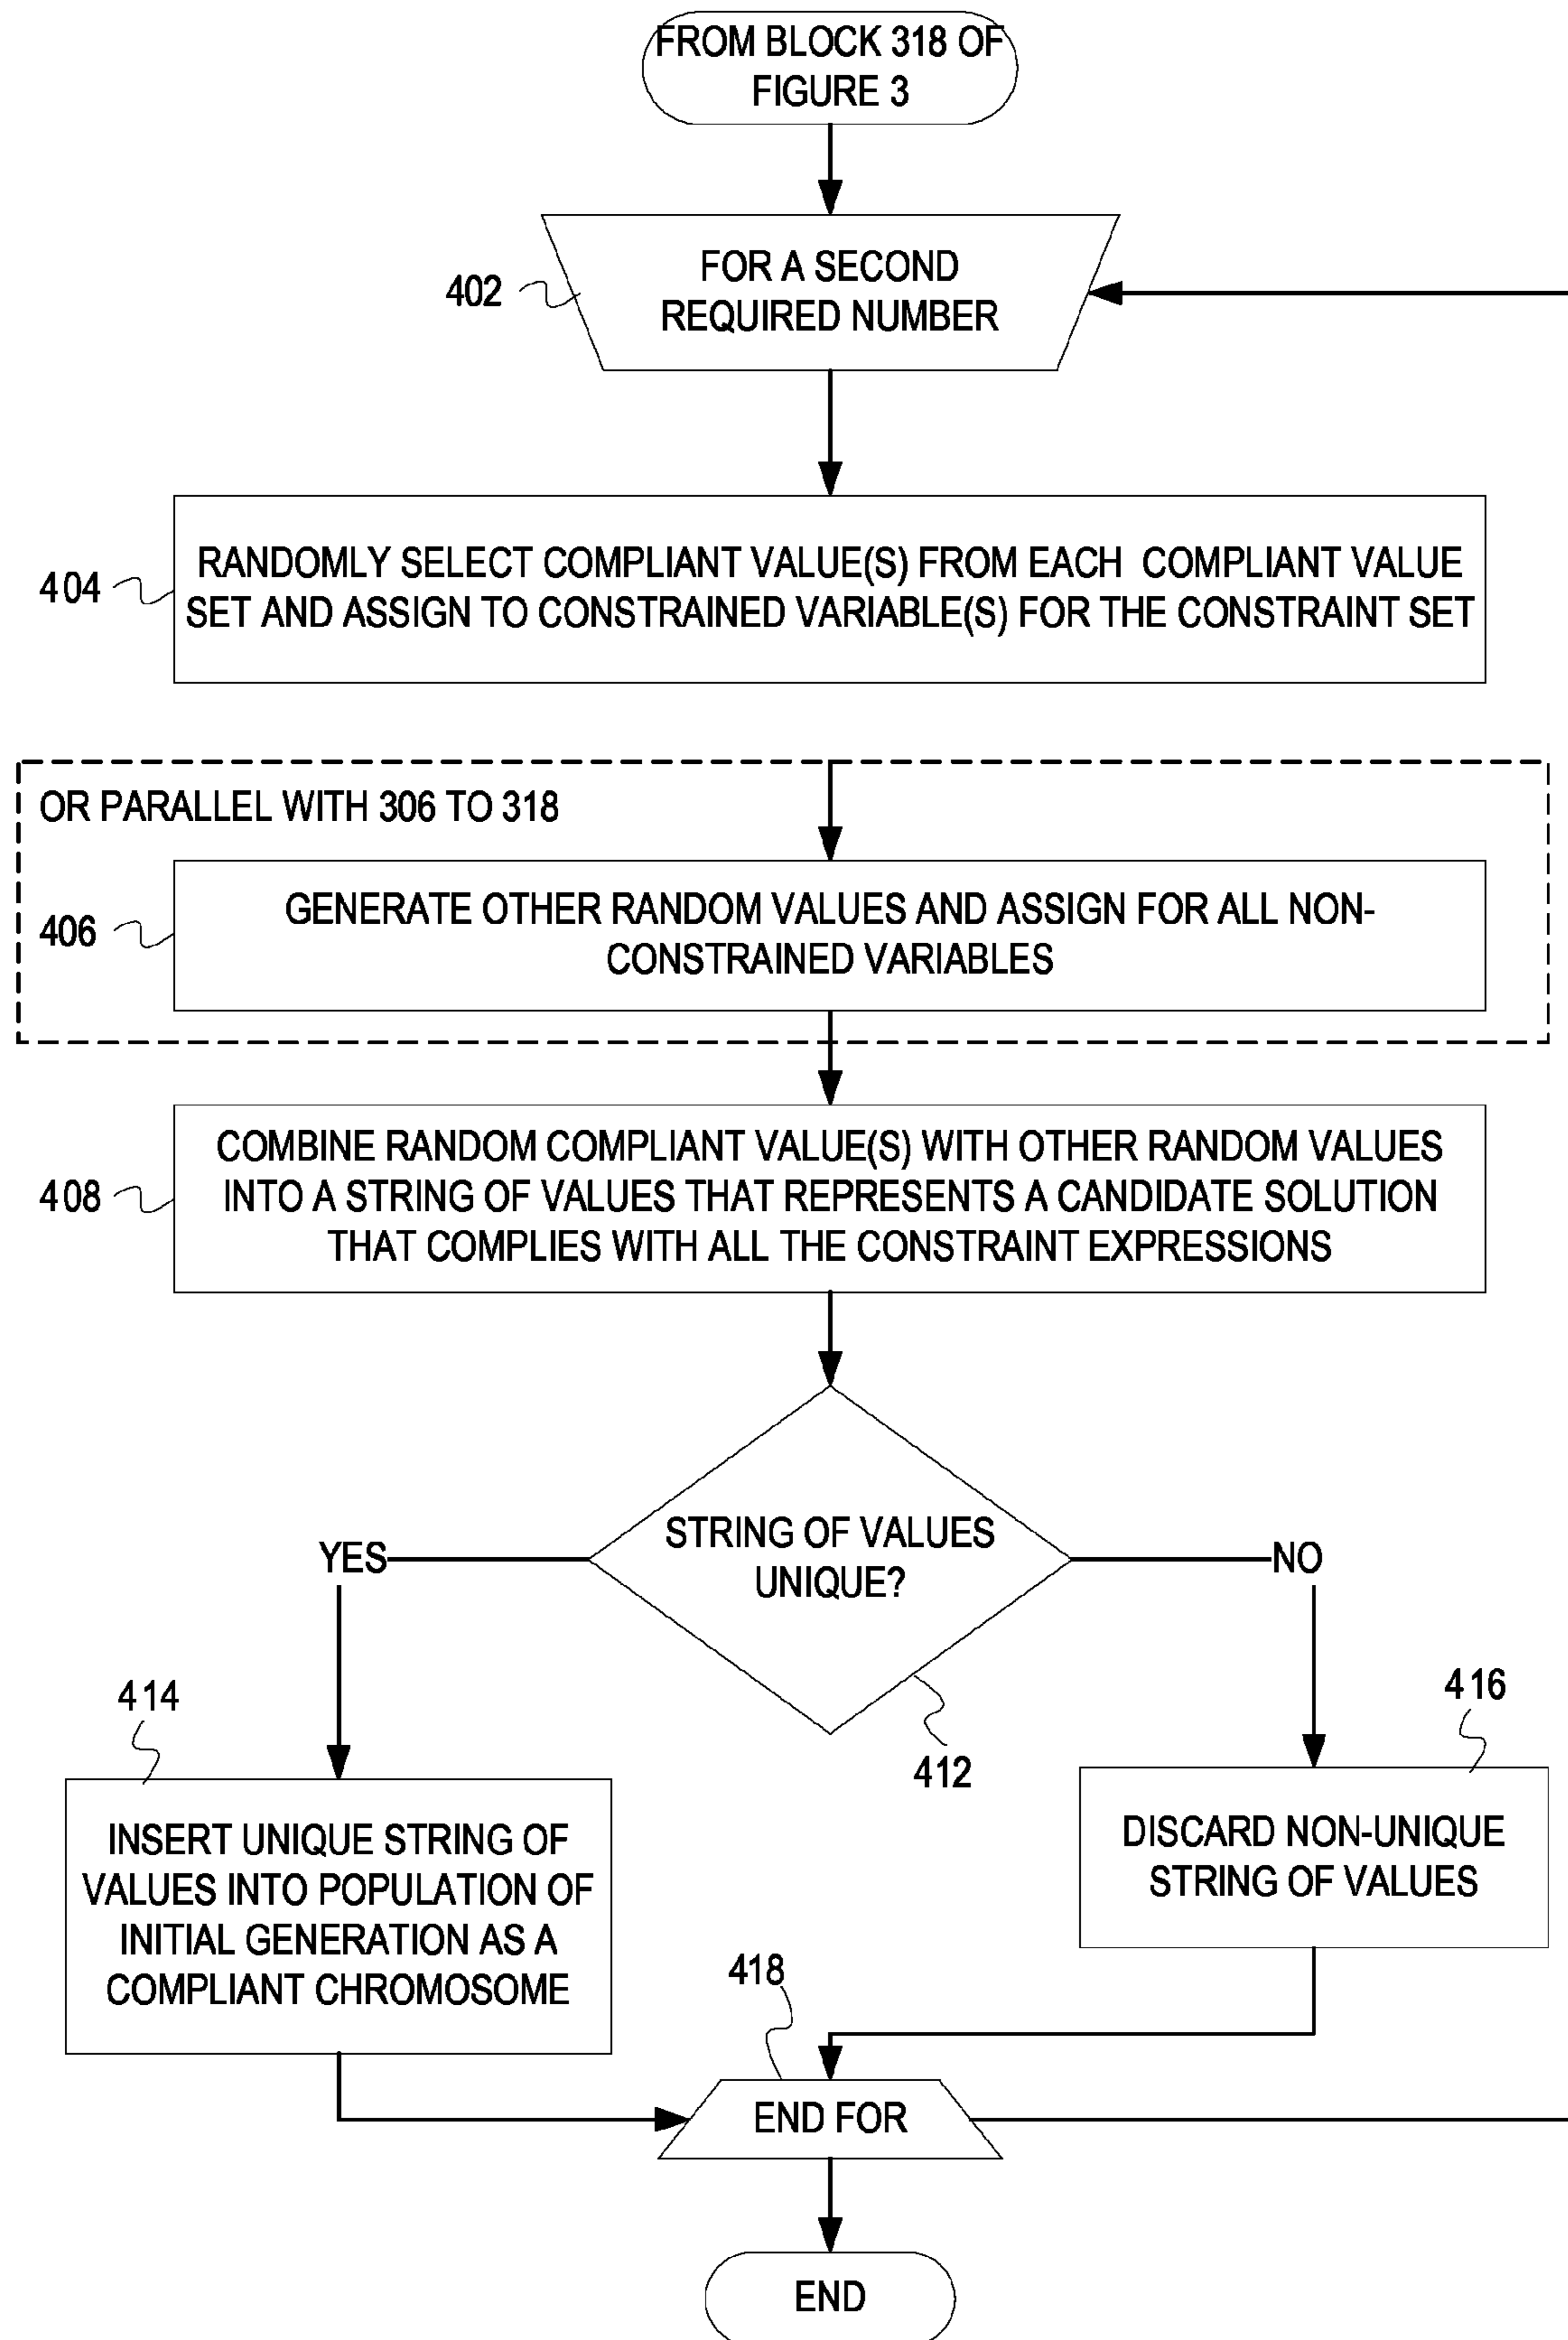 FROM BLOCK 318 OF
FIGURE 3
FOR A SECOND
REQUIRED NUMBER
402
RANDOMLY SELECT COMPLIANT VALUE(S) FROM EACH COMPLIANT VALUE
SET AND ASSIGN TO CONSTRAINED VARIABLE(S) FOR THE CONSTRAINT SET
404
OR PARALLEL WITH 306 TO 318
GENERATE OTHER RANDOM VALUES AND ASSIGN FOR ALL NON-
CONSTRAINED VARIABLES
406
COMBINE RANDOM COMPLIANT VALUE(S) WITH OTHER RANDOM VALUES
INTO A STRING OF VALUES THAT REPRESENTS A CANDIDATE SOLUTION
THAT COMPLIES WITH ALL THE CONSTRAINT EXPRESSIONS
408
STRING OF VALUES
UNIQUE?
YES
NO
412
414
416
INSERT UNIQUE STRING OF
VALUES INTO POPULATION OF
INITIAL GENERATION AS A
COMPLIANT CHROMOSOME
DISCARD NON-UNIQUE
STRING OF VALUES
418
END FOR
END